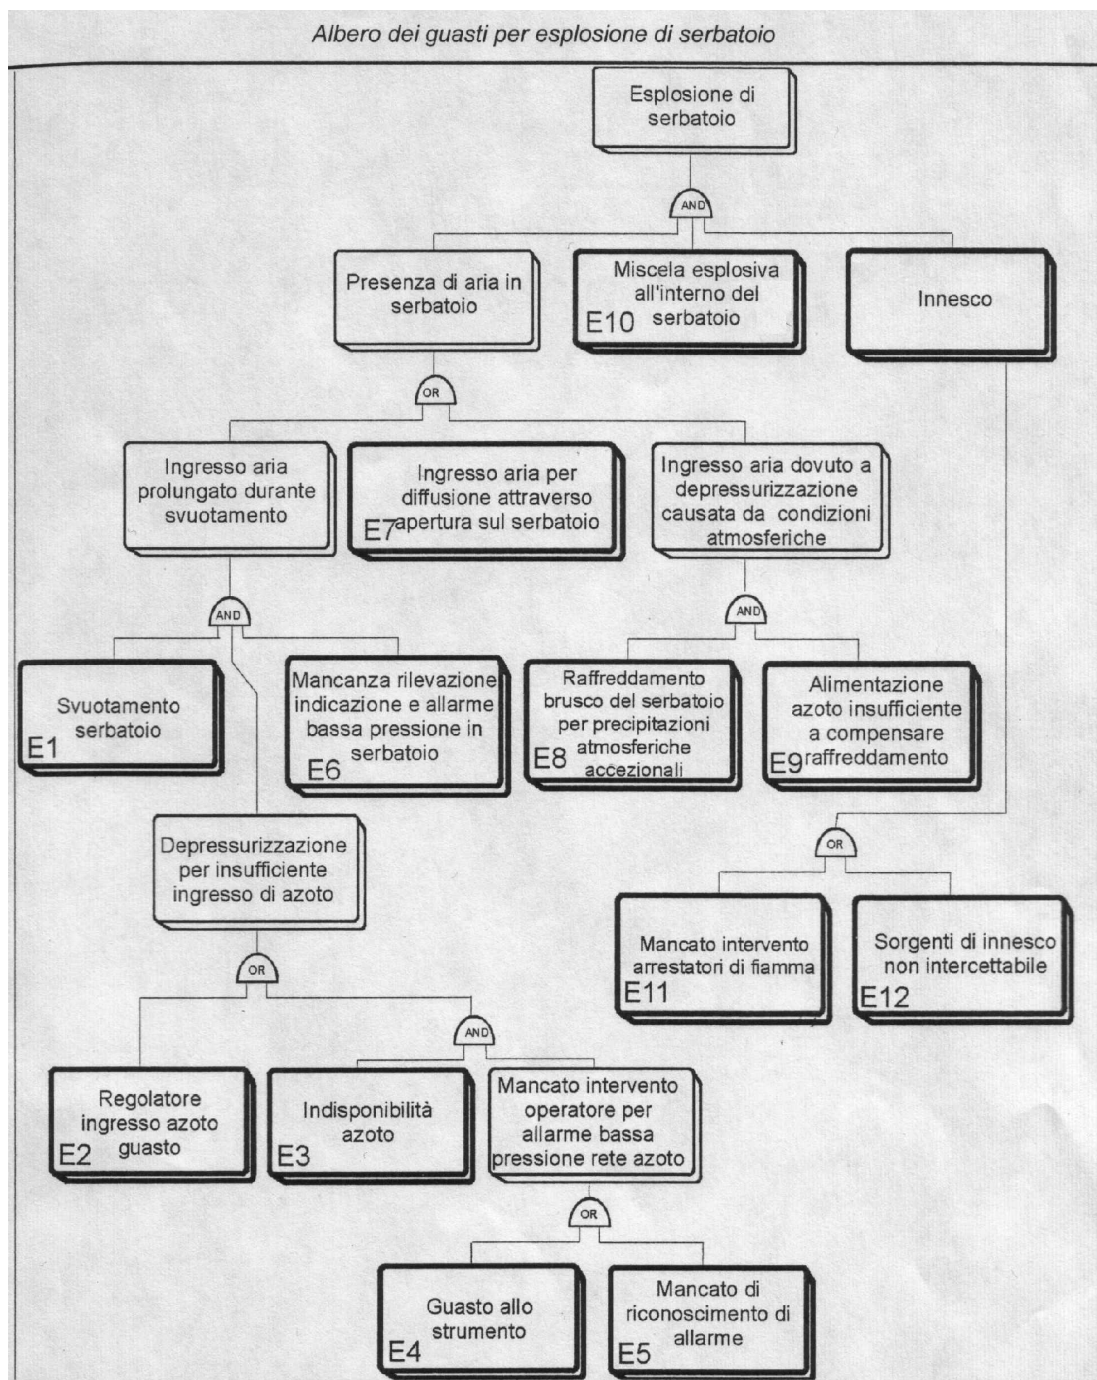 Albero dei guasti per esplosione di serbatoio
Esplosione di
serbatoio
AND
Presenza di aria in
serbatoio
Miscela esplosiva
all'interno del
serbatoio
E10
Innesco
OR
Ingresso aria
prolungato durante
svuotamento
Ingresso aria per
diffusione attraverso
apertura sul serbatoio
E7
Ingresso aria dovuto a
depressurizzazione
causata da condizioni
atmosferiche
AND
AND
Svuotamento
serbatoio
E1
Mancanza rilevazione
indicazione e allarme
bassa pressione in
serbatoio
E6
Raffreddamento
brusco del serbatoio
per precipitazioni
atmosferiche
accezionali
E8
Alimentazione
azoto insufficiente
a compensare
raffreddamento
E9
Depressurizzazione
per insufficiente
ingresso di azoto
OR
Mancato intervento
arrestatori di fiamma
E11
Sorgenti di innesco
non intercettabile
E12
OR
AND
Regolatore
ingresso azoto
guasto
E2
Indisponibilità
azoto
E3
Mancato intervento
operatore per
allarme bassa
pressione rete azoto
OR
Guasto allo
strumento
E4
Mancato di
riconoscimento di
allarme
E5